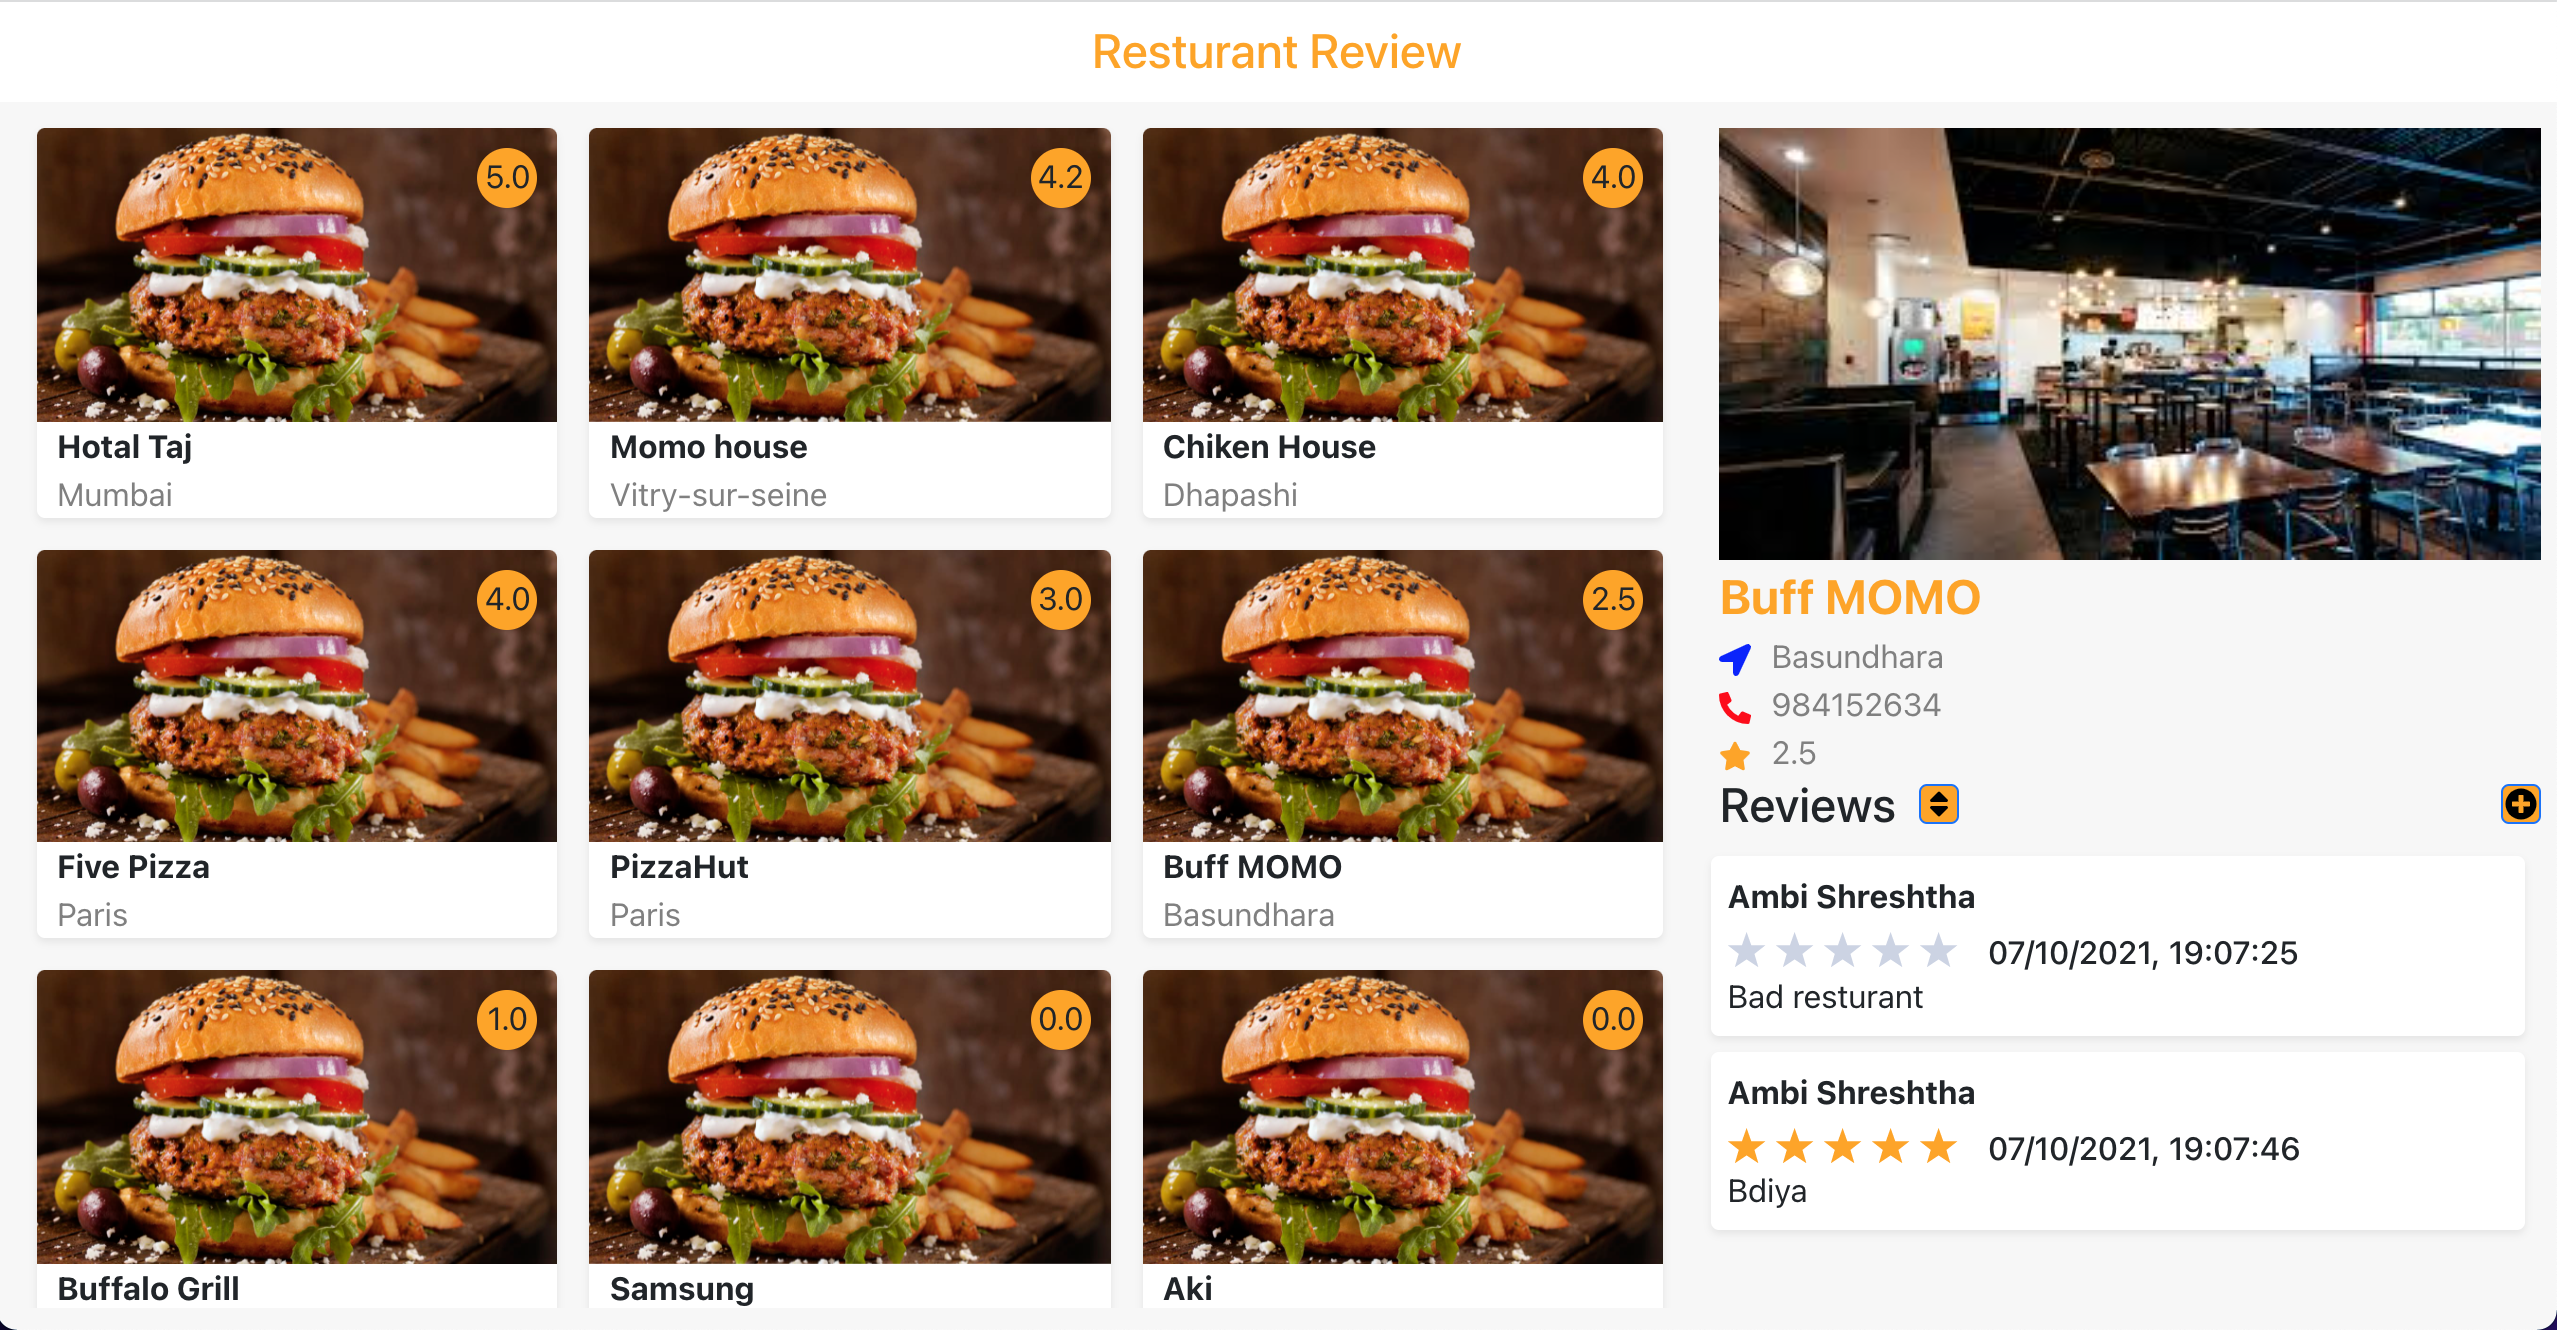 Resturant Review
5.0
4.2
4.0
Hotal Taj
Mumbai
Momo house
Vitry-sur-seine
Chiken House
Dhapashi
4.0
3.0
2.5
Five Pizza
Paris
PizzaHut
Paris
Buff MOMO
Basundhara
1.0
0.0
0.0
Buffalo Grill
Samsung
Aki
Buff MOMO
Basundhara
984152634
2.5
Reviews
Ambi Shreshtha
07/10/2021, 19:07:25
Bad resturant
Ambi Shreshtha
07/10/2021, 19:07:46
Bdiya